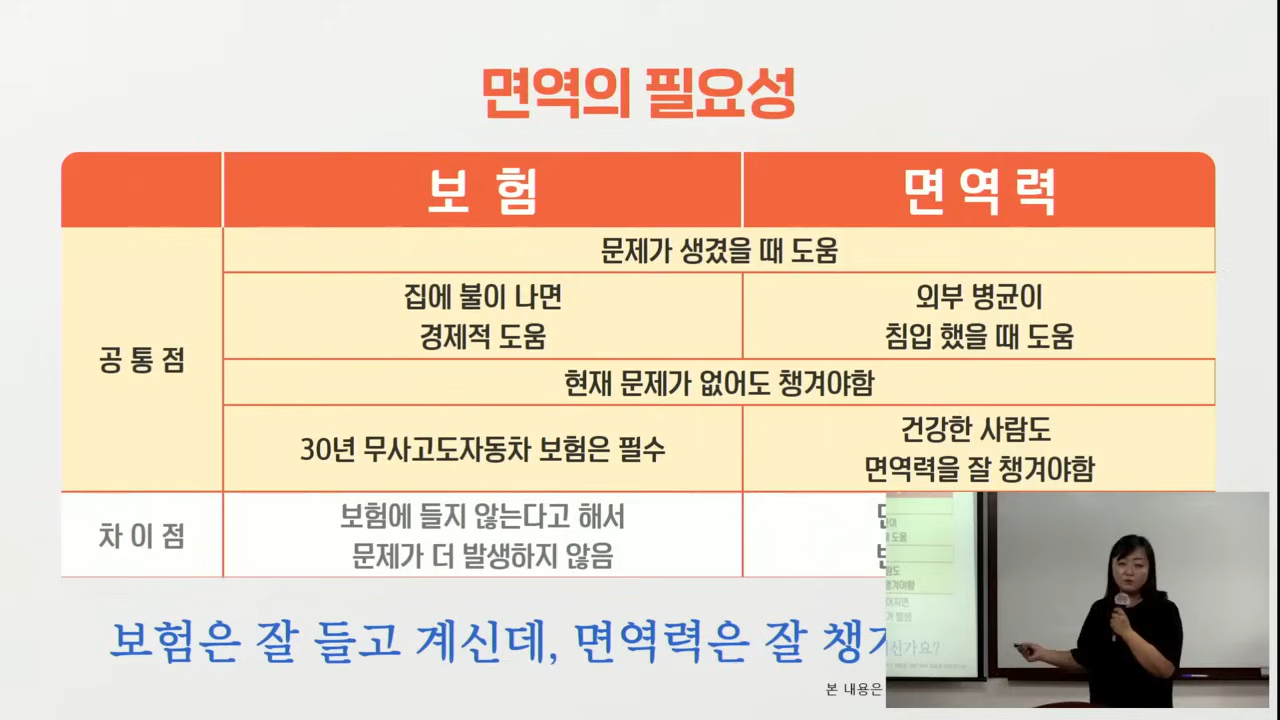 면역의 필요성
보 험
면 역 력
공 통 점
문제가 생겼을 때 도움
집에 불이 나면
경제적 도움
외부 병균이
침입 했을 때 도움
현재 문제가 없어도 챙겨야함
30년 무사고도자동차 보험은 필수
건강한 사람도
면역력을 잘 챙겨야함
차 이 점
보험에 들지 않는다고 해서
문제가 더 발생하지 않음
보험은 잘 들고 계신데, 면역력은 잘
본 내용은